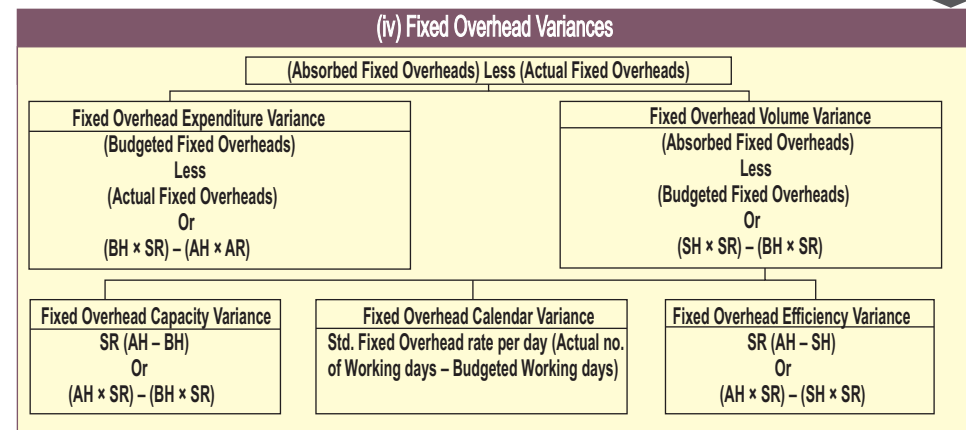 (iv) Fixed Overhead Variances
(Absorbed Fixed Overheads) Less (Actual Fixed Overheads)
Fixed Overhead Expenditure Variance
(Budgeted Fixed Overheads)
Less
(Actual Fixed Overheads)
Or
(BH × SR) – (AH × AR)
Fixed Overhead Volume Variance
(Absorbed Fixed Overheads)
Less
(Budgeted Fixed Overheads)
Or
(SH × SR) – (BH × SR)
Fixed Overhead Capacity Variance
SR (AH – BH)
Or
(AH × SR) – (BH × SR)
Fixed Overhead Calendar Variance
Std. Fixed Overhead rate per day (Actual no.
of Working days – Budgeted Working days)
Fixed Overhead Efficiency Variance
SR (AH – SH)
Or
(AH × SR) – (SH × SR)